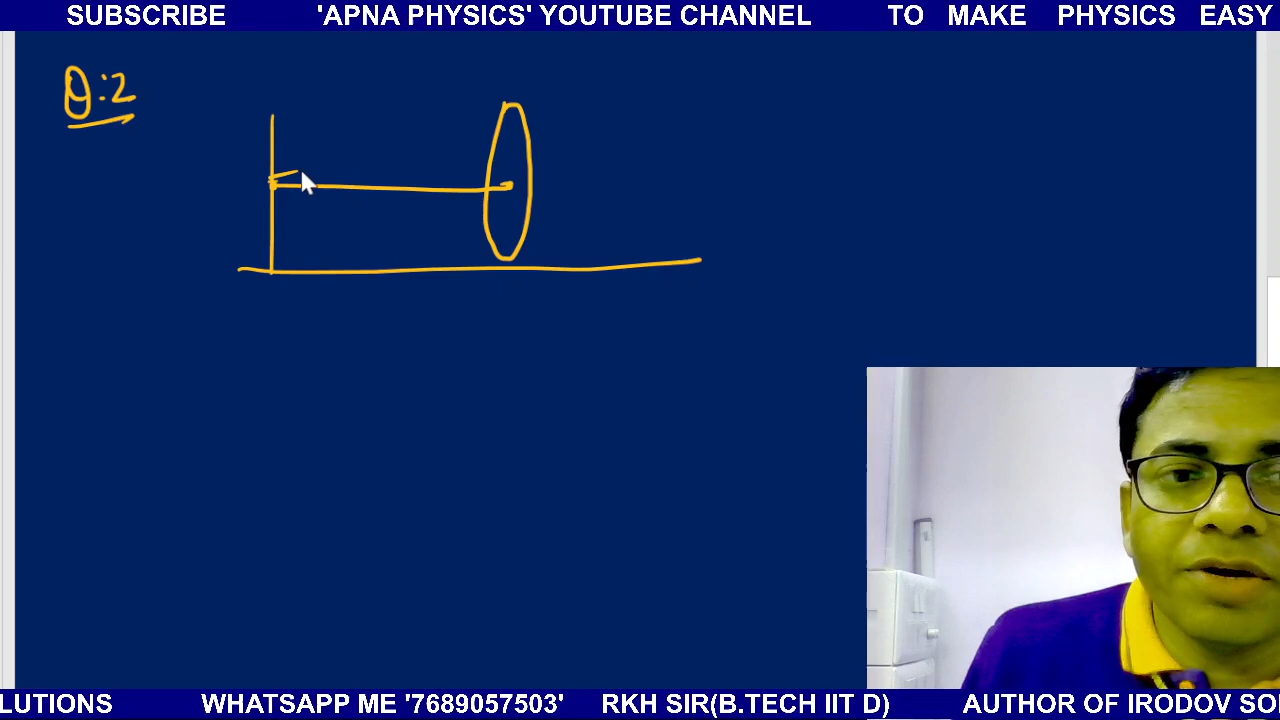 SUBSCRIBE 'APNA PHYSICS' YOUTUBE CHANNEL TO MAKE PHYSICS EASY
Q:2
LUTIONS WHATSAPP ME '7689057503' RKH SIR(B.TECH IIT D) AUTHOR OF IRODOV SO